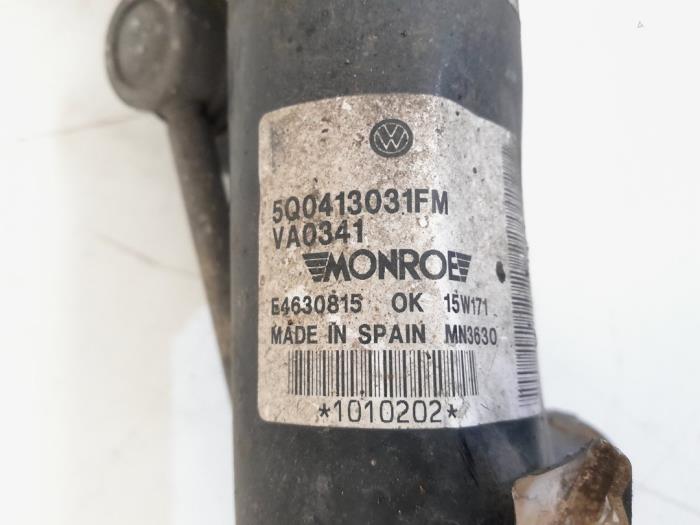 5Q0413031FM
VA0341
MONROE
E4630815 OK 15W171
MADE IN SPAIN MN3630
*1010202*